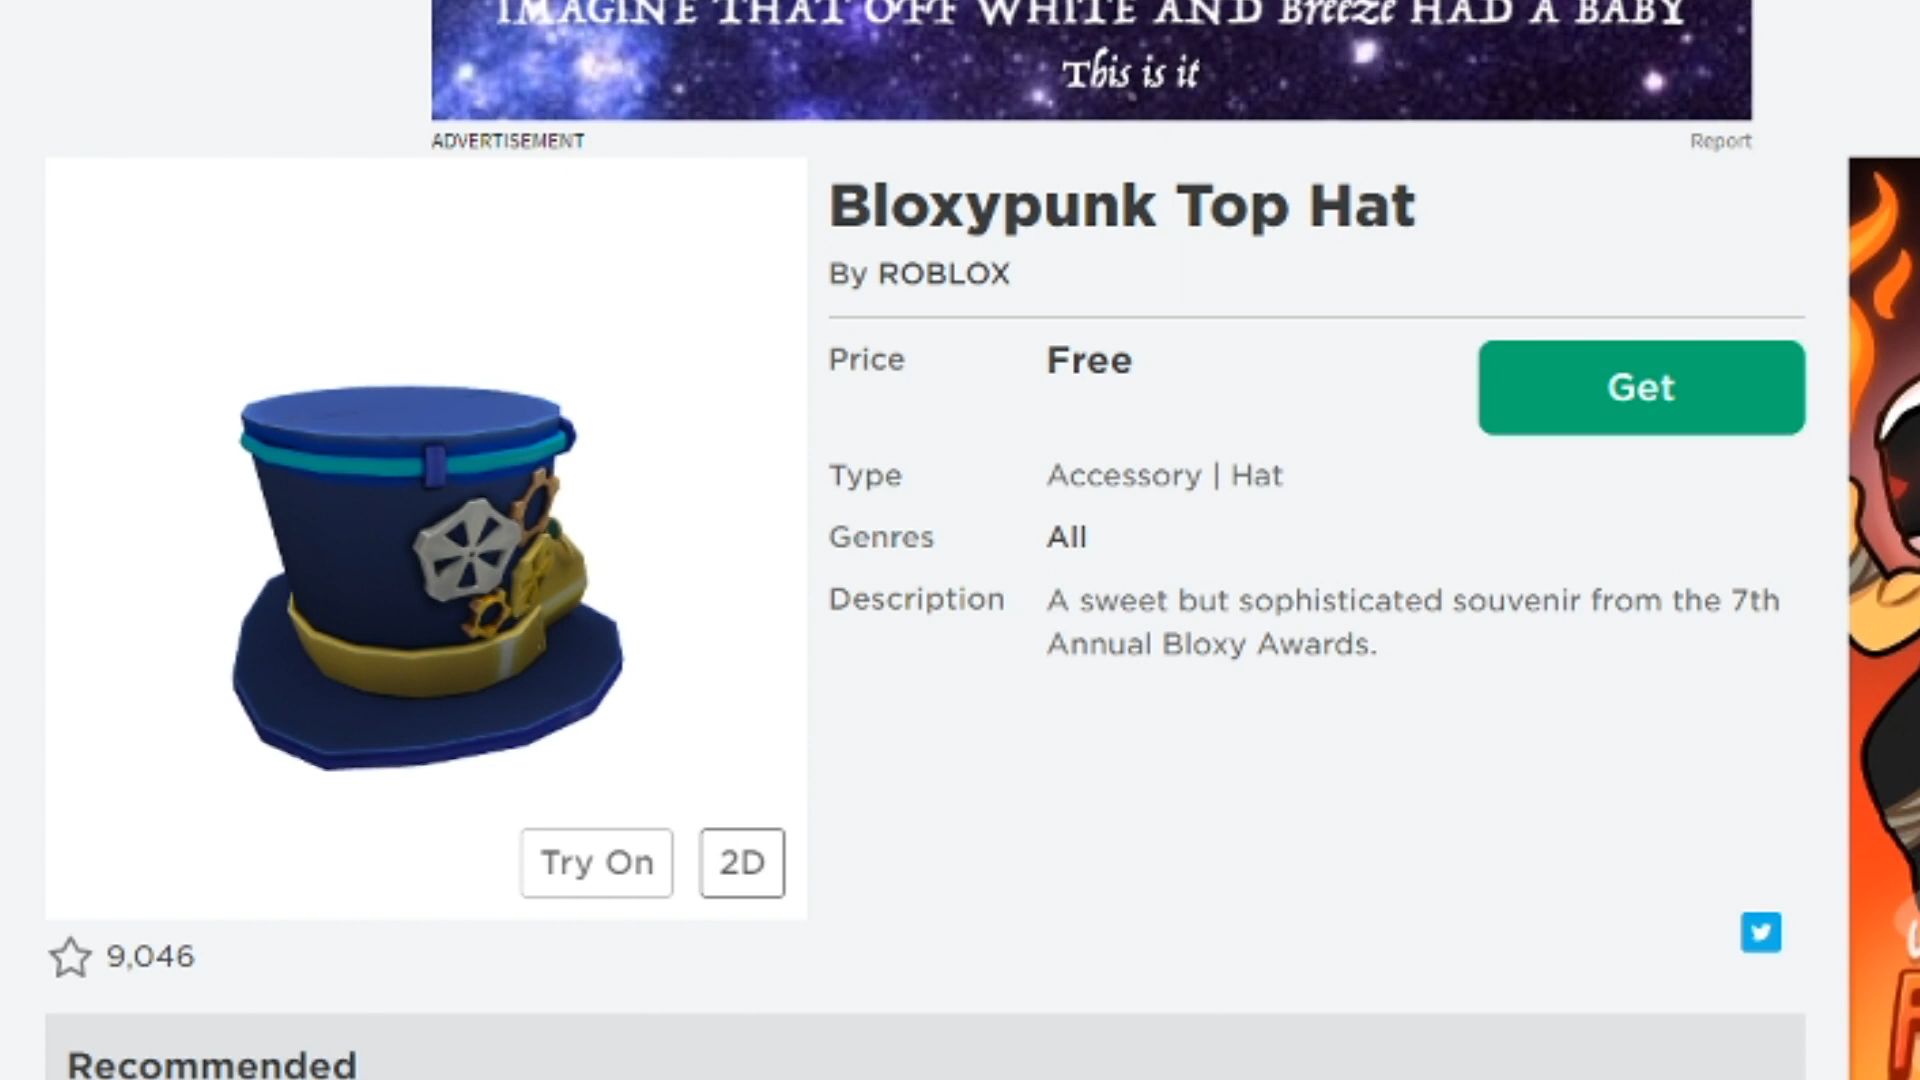 IMAGINE THAT OFF WHITE AND Breeze HAD A BABY
This is it
ADVERTISEMENT
Report
Bloxypunk Top Hat
By ROBLOX
Price Free
Get
Type Accessory | Hat
Genres All
Description A sweet but sophisticated souvenir from the 7th
Annual Bloxy Awards.
Try On
2D
9,046
Recommended